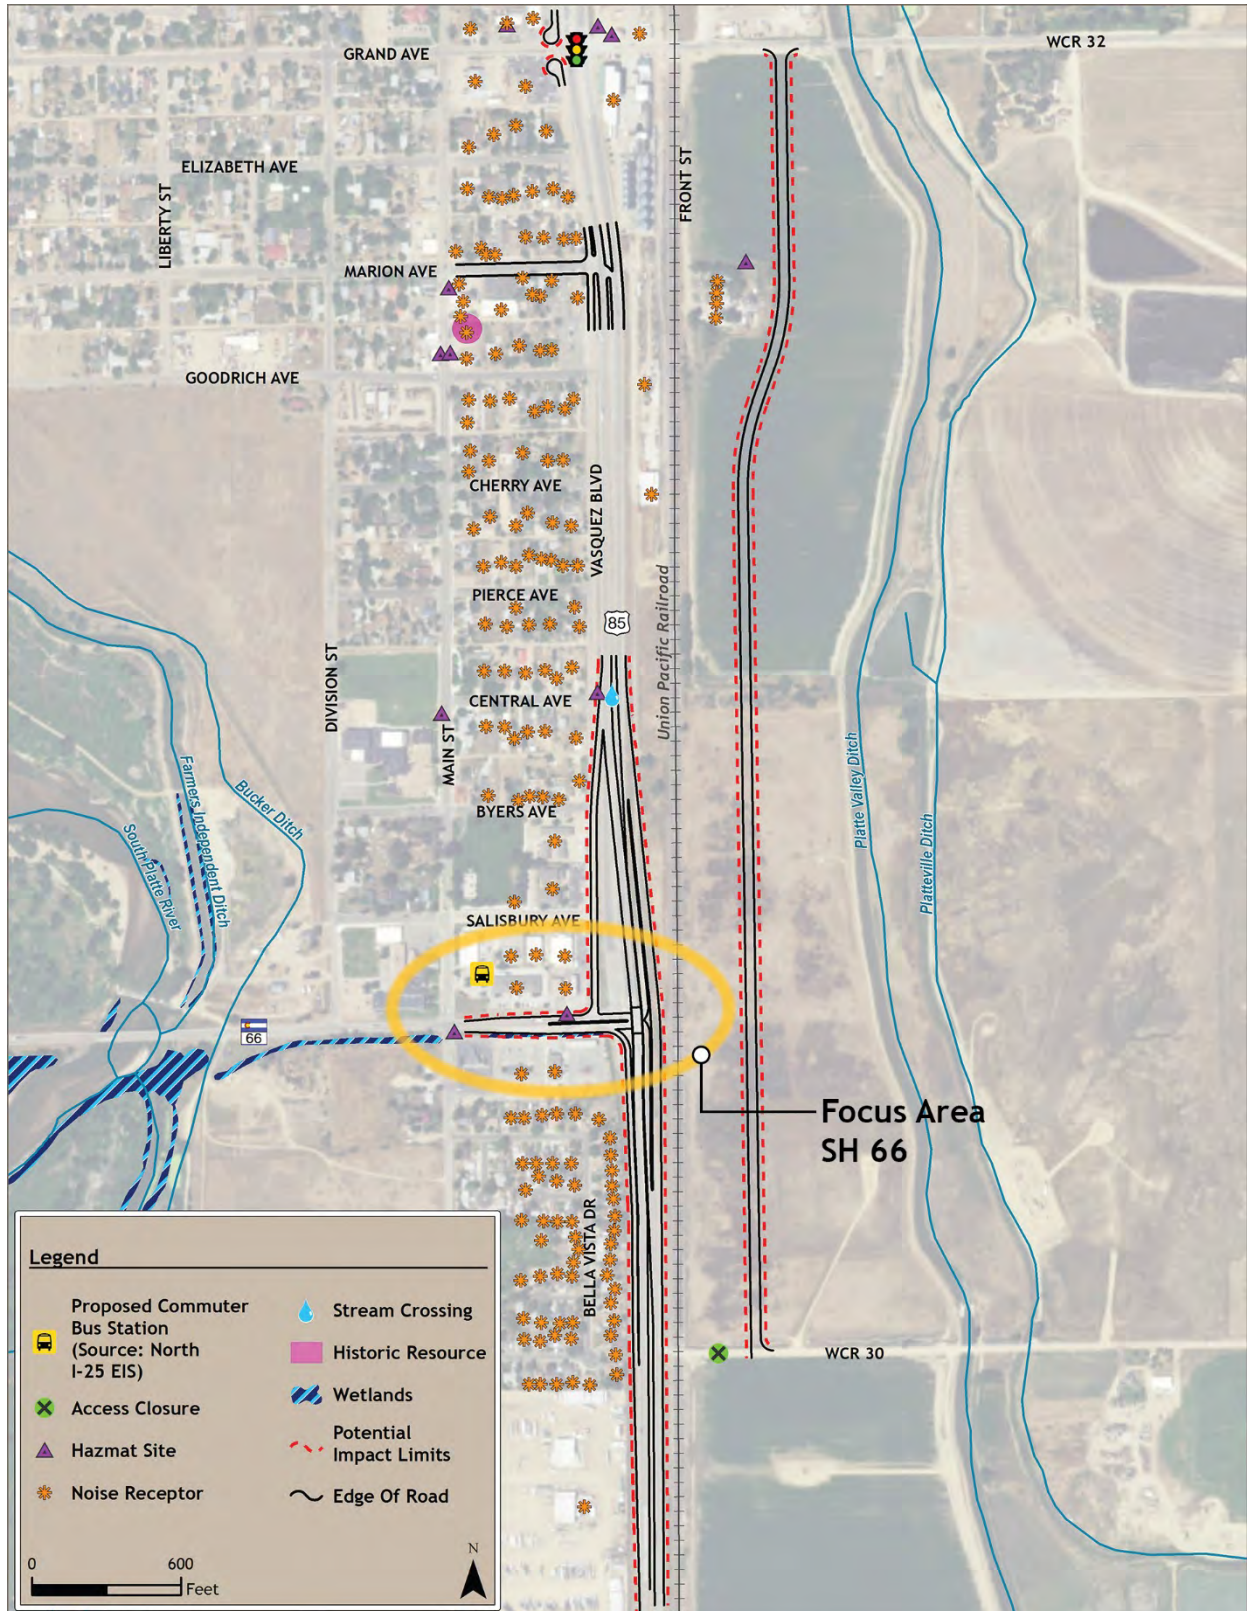 GRAND AVE
WCR 32
ELIZABETH AVE
LIBERTY ST
FRONT ST
MARION AVE
GOODRICH AVE
VASQUEZ BLVD
CHERRY AVE
PIERCE AVE
85
Union Pacific Railroad
DIVISION ST
CENTRAL AVE
MAIN ST
BYERS AVE
Farmers Independent Ditch
Bucker Ditch
South Platte River
Platte Valley Ditch
Platteville Ditch
SALISBURY AVE
66
Focus Area
SH 66
BELLA VISTA DR
WCR 30
Legend
Proposed Commuter
Bus Station
(Source: North
I-25 EIS)
Access Closure
Hazmat Site
Noise Receptor
Stream Crossing
Historic Resource
Wetlands
Potential
Impact Limits
Edge Of Road
0 600
Feet
N